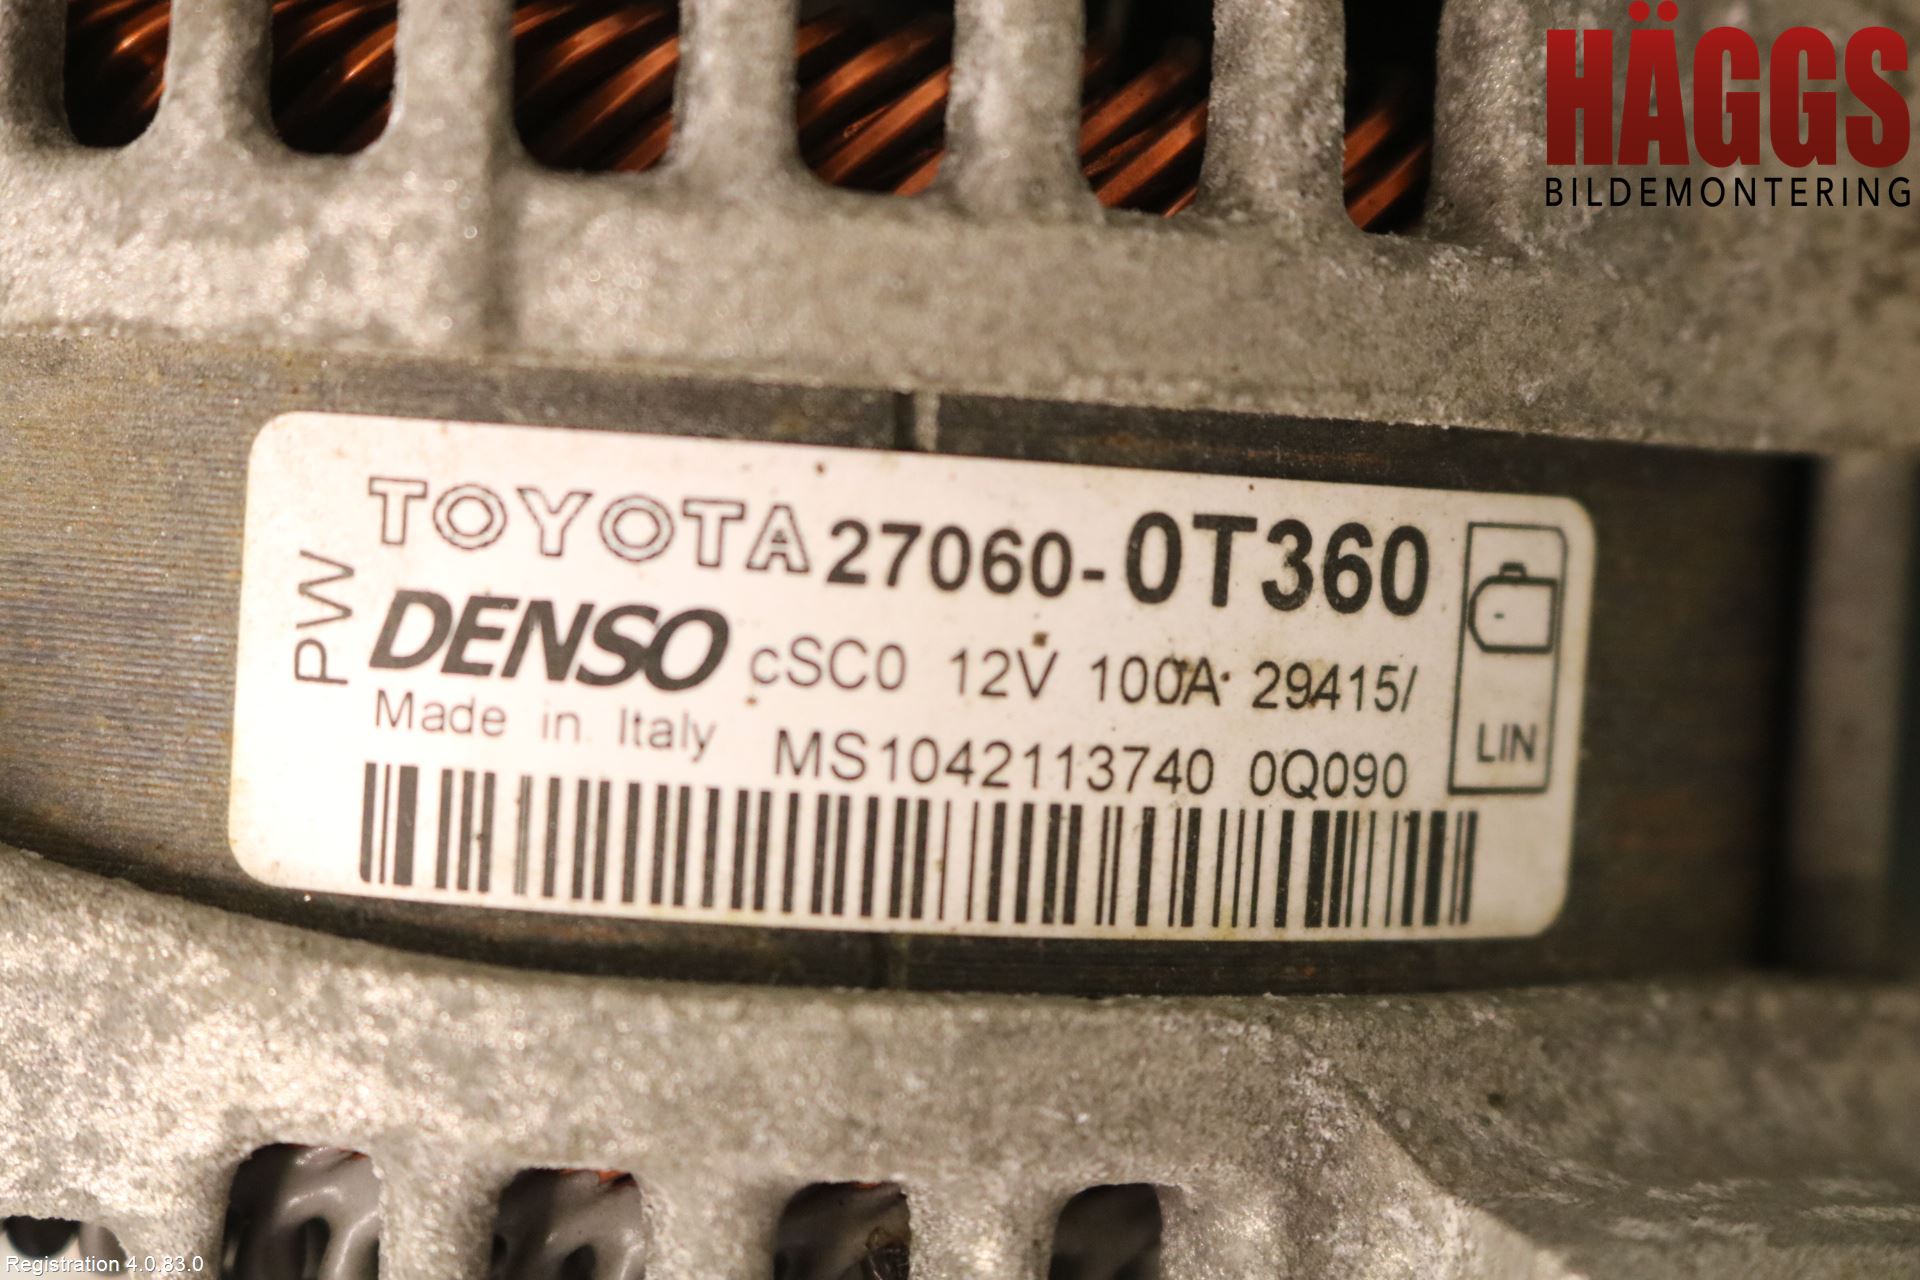 HÄGGS
BILDEMONTERING
PW
TOYOTA 27060-0T360
DENSO cSC0 12V 100A 29415/
Made in Italy MS1042113740 0Q090
LIN
Registration 4.0.83.0